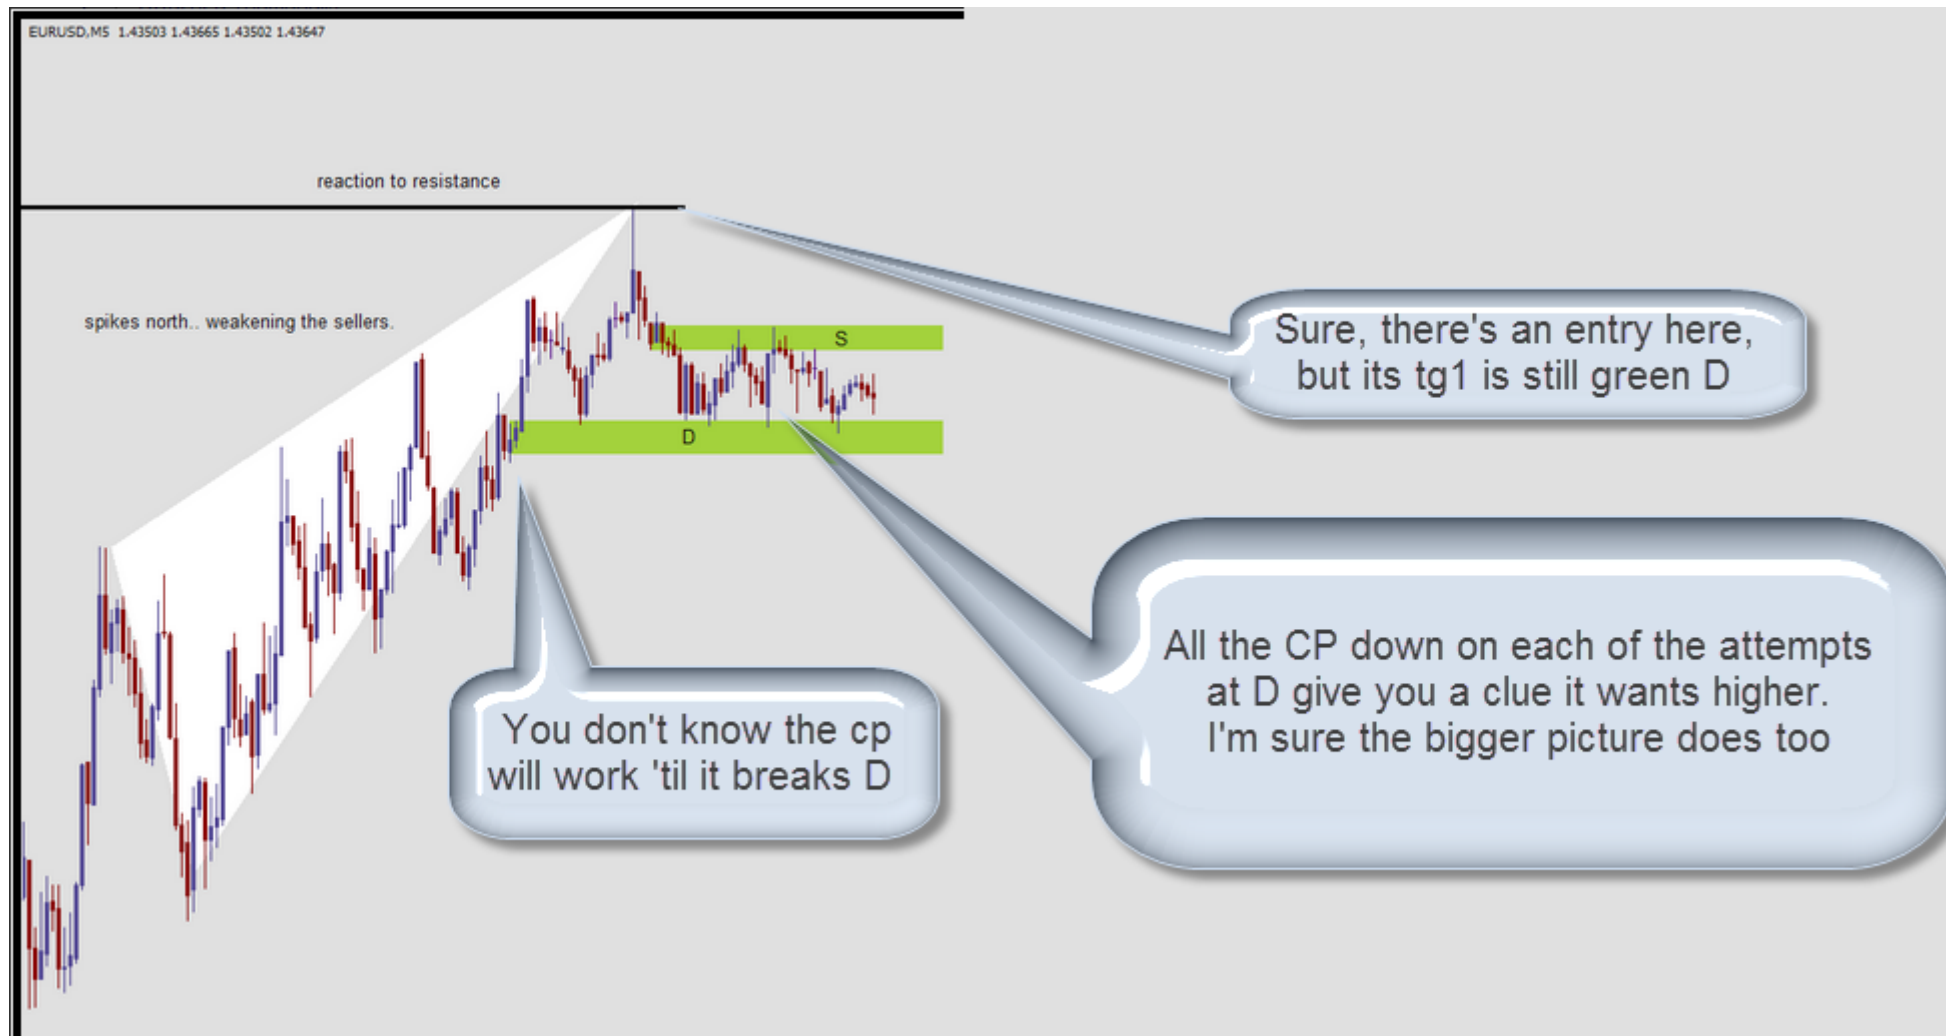 EURUSD,M5 1.43503 1.43665 1.43502 1.43647
reaction to resistance
spikes north.. weakening the sellers.
S
D
Sure, there's an entry here,
but its tg1 is still green D
You don't know the cp
will work 'til it breaks D
All the CP down on each of the attempts
at D give you a clue it wants higher.
I'm sure the bigger picture does too